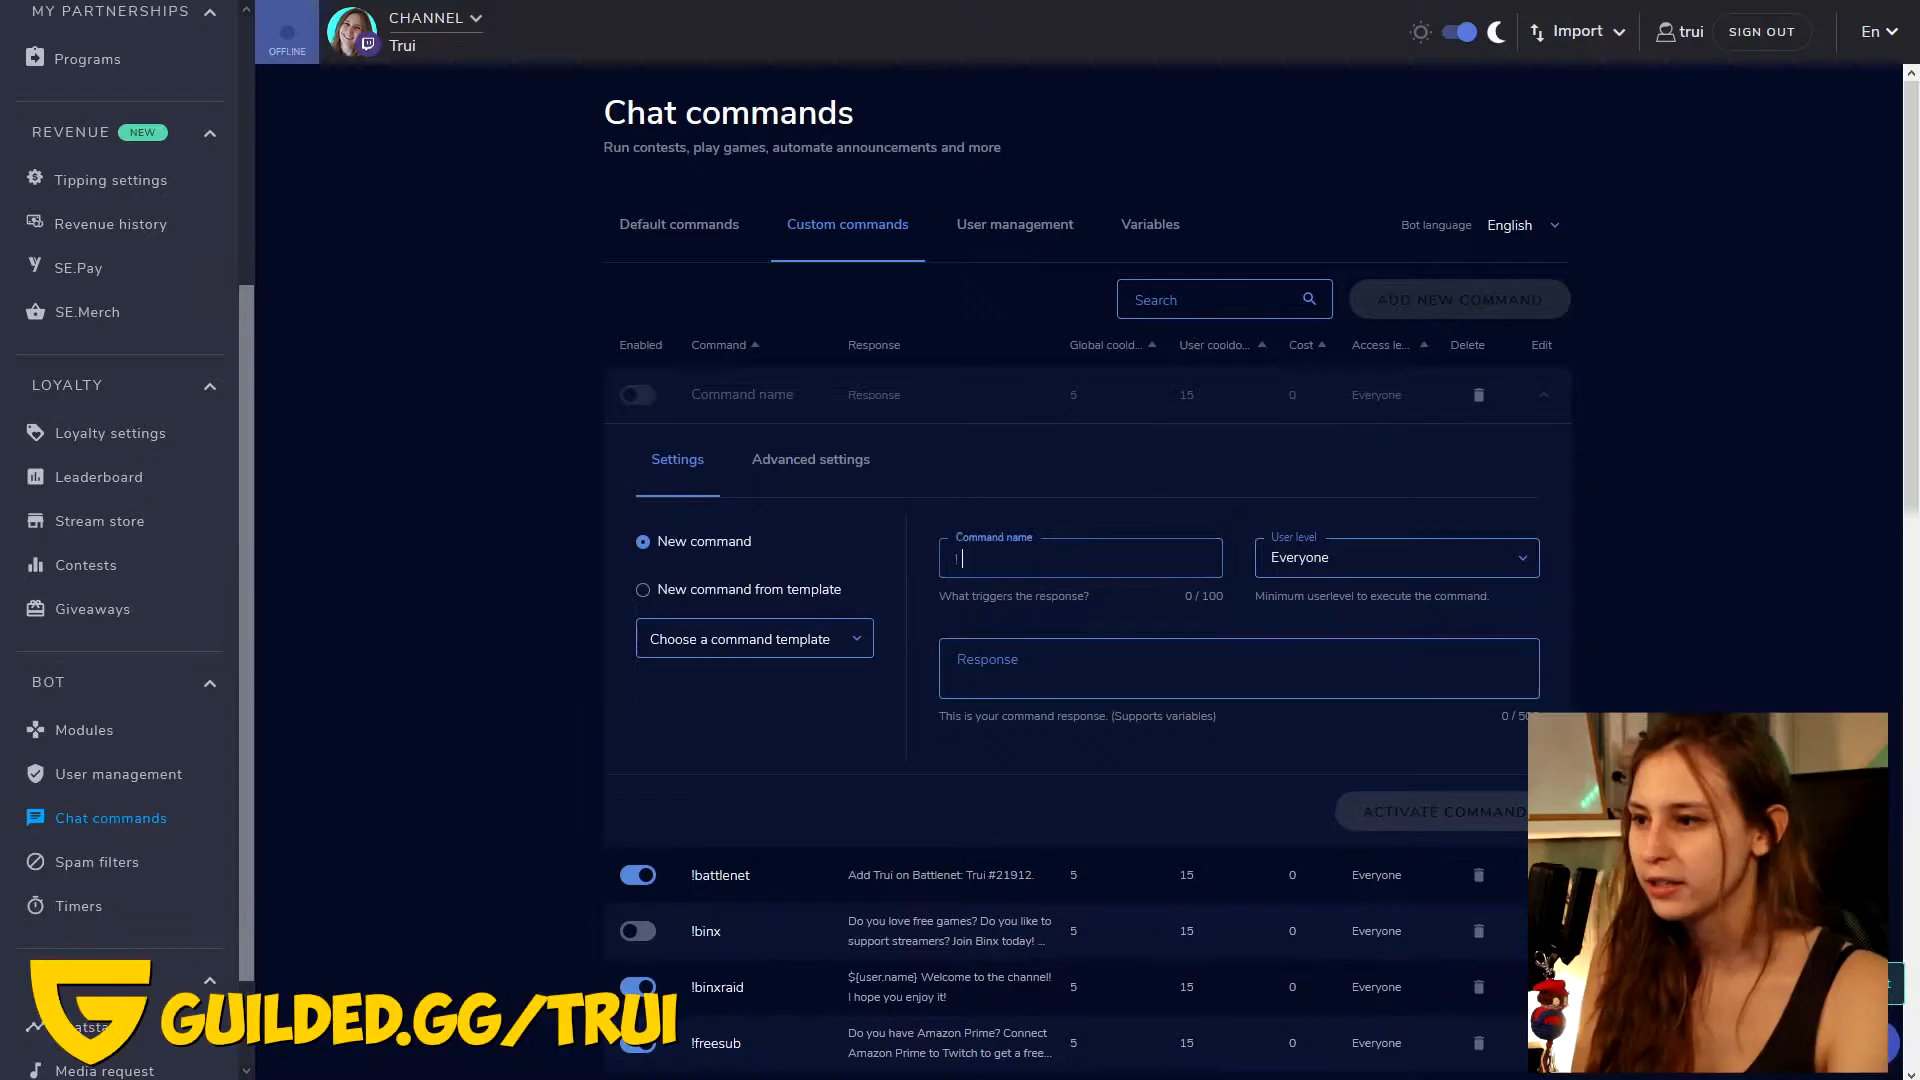 MY PARTNERSHIPS
Programs
REVENUE NEW
Tipping settings
Revenue history
SE.Pay
SE.Merch
LOYALTY
Loyalty settings
Leaderboard
Stream store
Contests
Giveaways
BOT
Modules
User management
Chat commands
Spam filters
Timers
Media request
OFFLINE
CHANNEL
Trui
Import
trui
SIGN OUT
En
Chat commands
Run contests, play games, automate announcements and more
Default commands
Custom commands
User management
Variables
Bot language English
Search
ADD NEW COMMAND
Enabled Command Response Global coold... User cooldo... Cost Access le... Delete Edit
Command name Response 5 15 0 Everyone
Settings
Advanced settings
New command
New command from template
Choose a command template
Command name
!
What triggers the response? 0 / 100
User level
Everyone
Minimum userlevel to execute the command.
Response
This is your command response. (Supports variables)
ACTIVATE COMMAND
!battlenet Add Trui on Battlenet: Trui #21912. 5 15 0 Everyone
!binx Do you love free games? Do you like to support streamers? Join Binx today! ... 5 15 0 Everyone
!binxraid ${user.name} Welcome to the channel! I hope you enjoy it! 5 15 0 Everyone
!freesub Do you have Amazon Prime? Connect Amazon Prime to Twitch to get a free... 5 15 0 Everyone
GUILDED.GG/TRUI